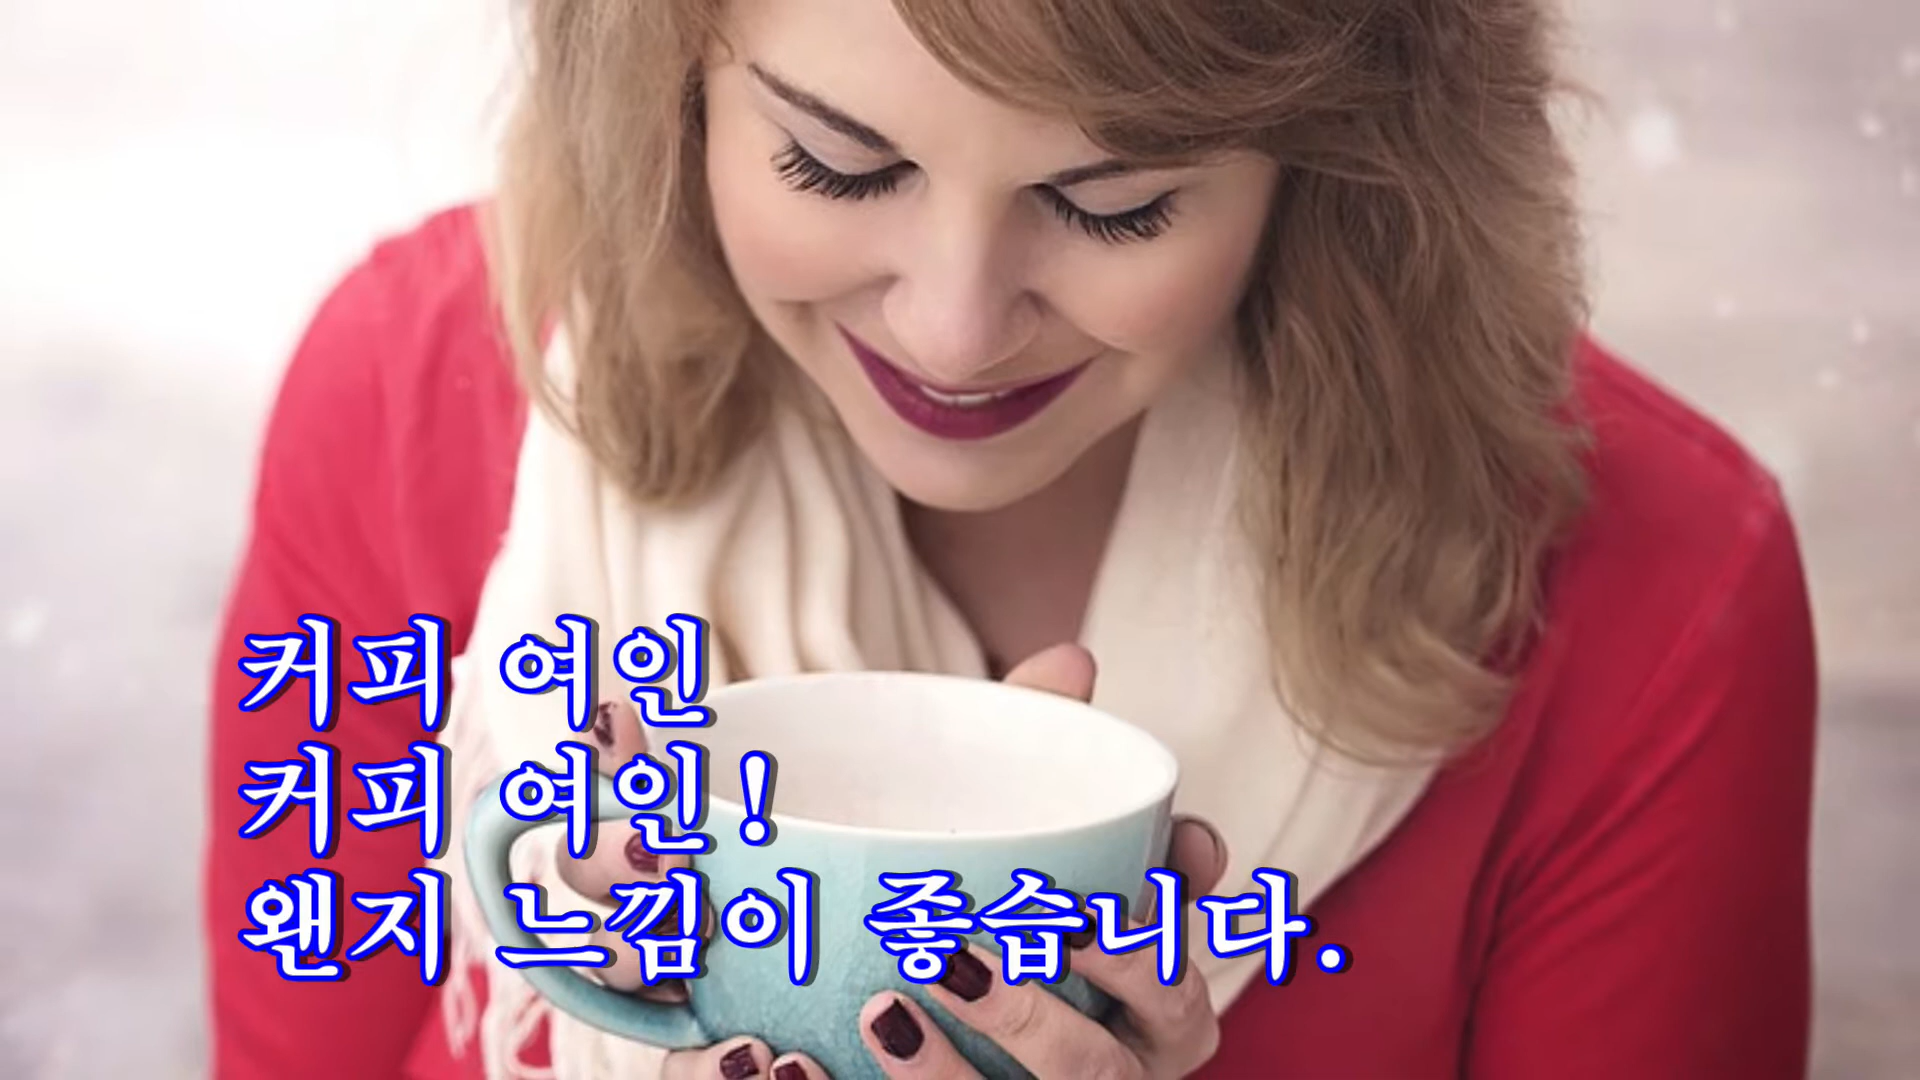 커피 여인
커피 여인!
왠지 느낌이 좋습니다.